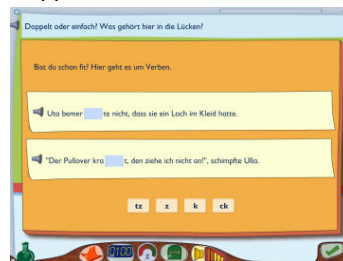 Doppelt oder einfach? Was gehört hier in die Lücken?
Bist du schon fit? Hier geht es um Verben.
Uta bemer te nicht, dass sie ein Loch im Kleid hatte.
"Der Pullover kra t, den ziehe ich nicht an!", schimpfte Ulla.
tz z k ck
0100